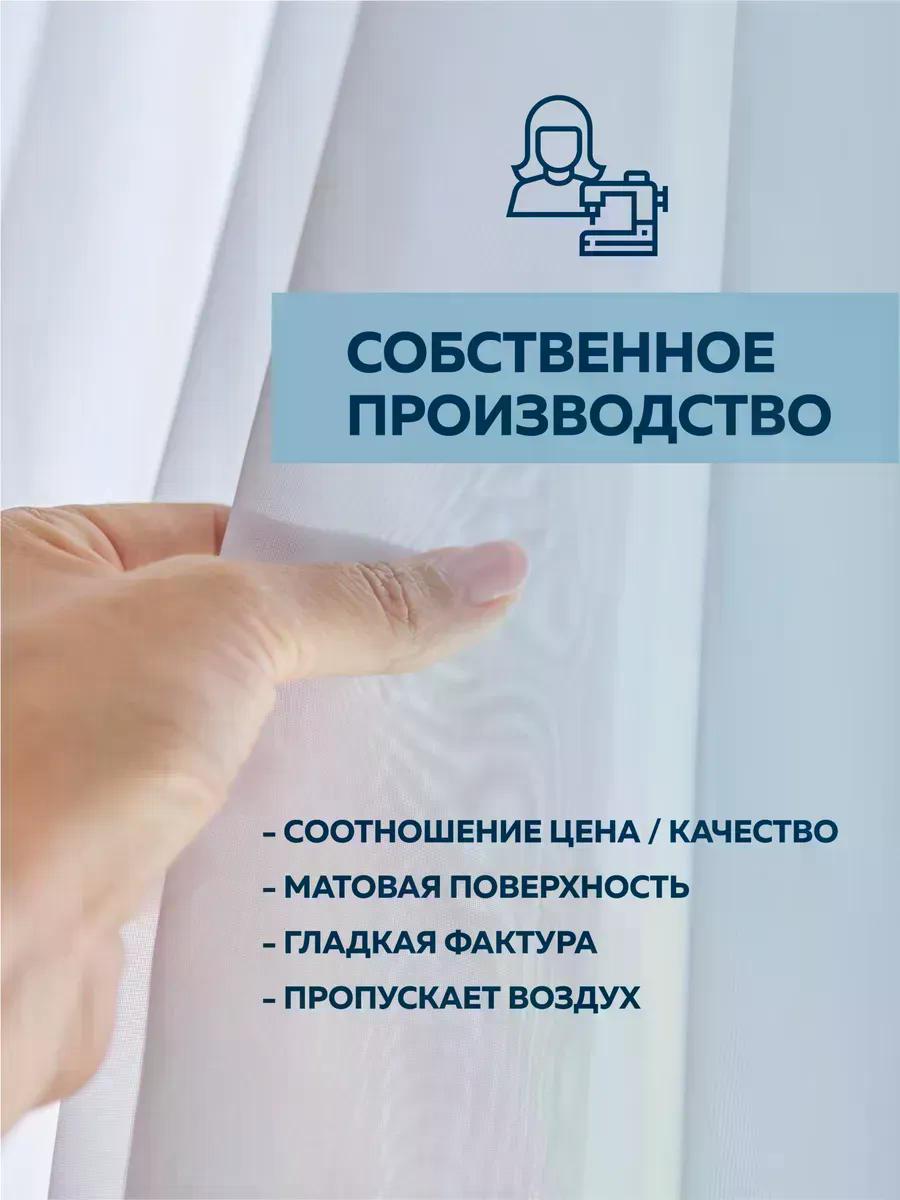 СОБСТВЕННОЕ
ПРОИЗВОДСТВО
- СООТНОШЕНИЕ ЦЕНА / КАЧЕСТВО
- МАТОВАЯ ПОВЕРХНОСТЬ
- ГЛАДКАЯ ФАКТУРА
- ПРОПУСКАЕТ ВОЗДУХ